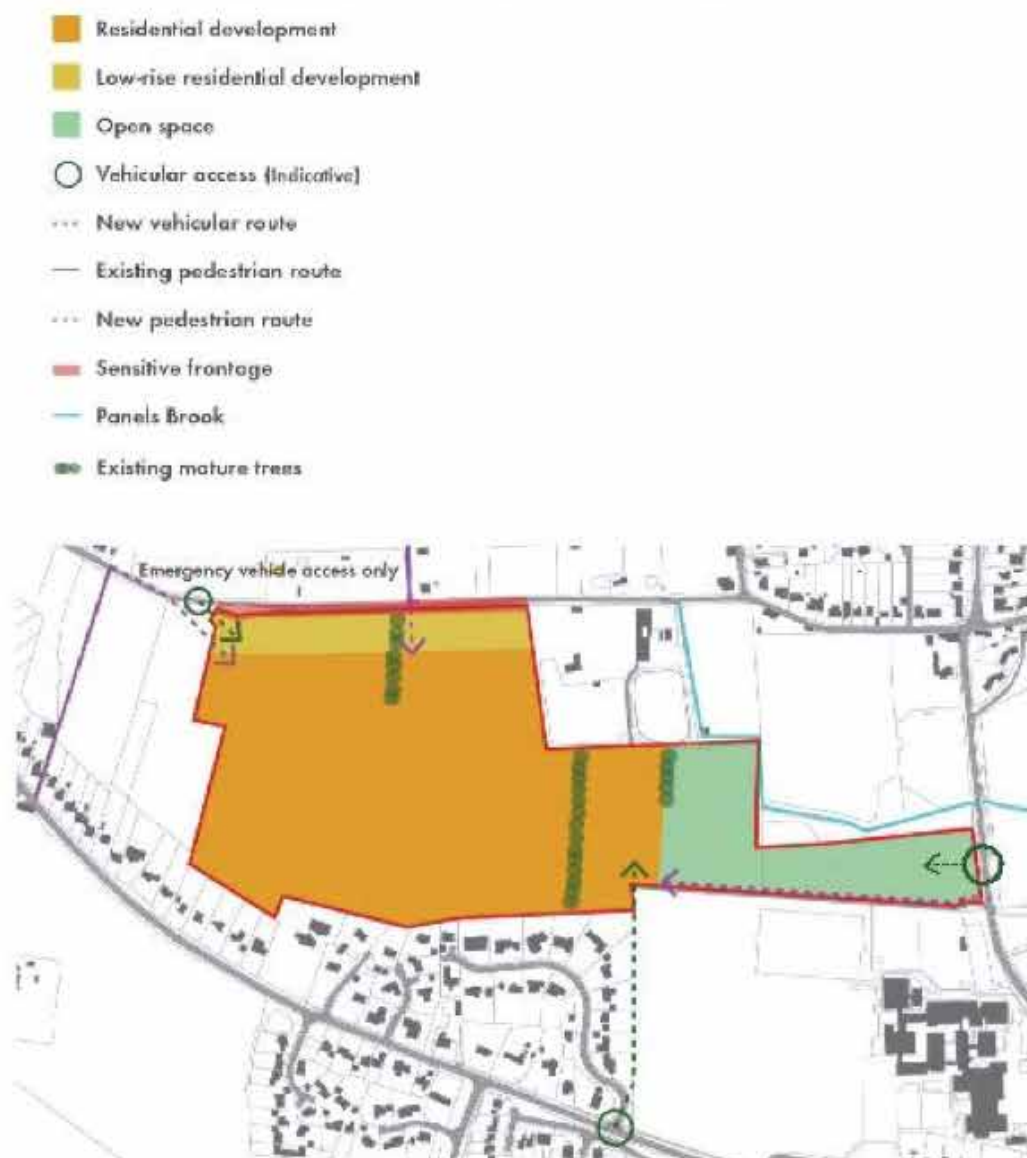 Residential development
Low-rise residential development
Open space
Vehicular access (Indicative)
New vehicular route
Existing pedestrian route
New pedestrian route
Sensitive frontage
Panels Brook
Existing mature trees
Emergency vehicle access only